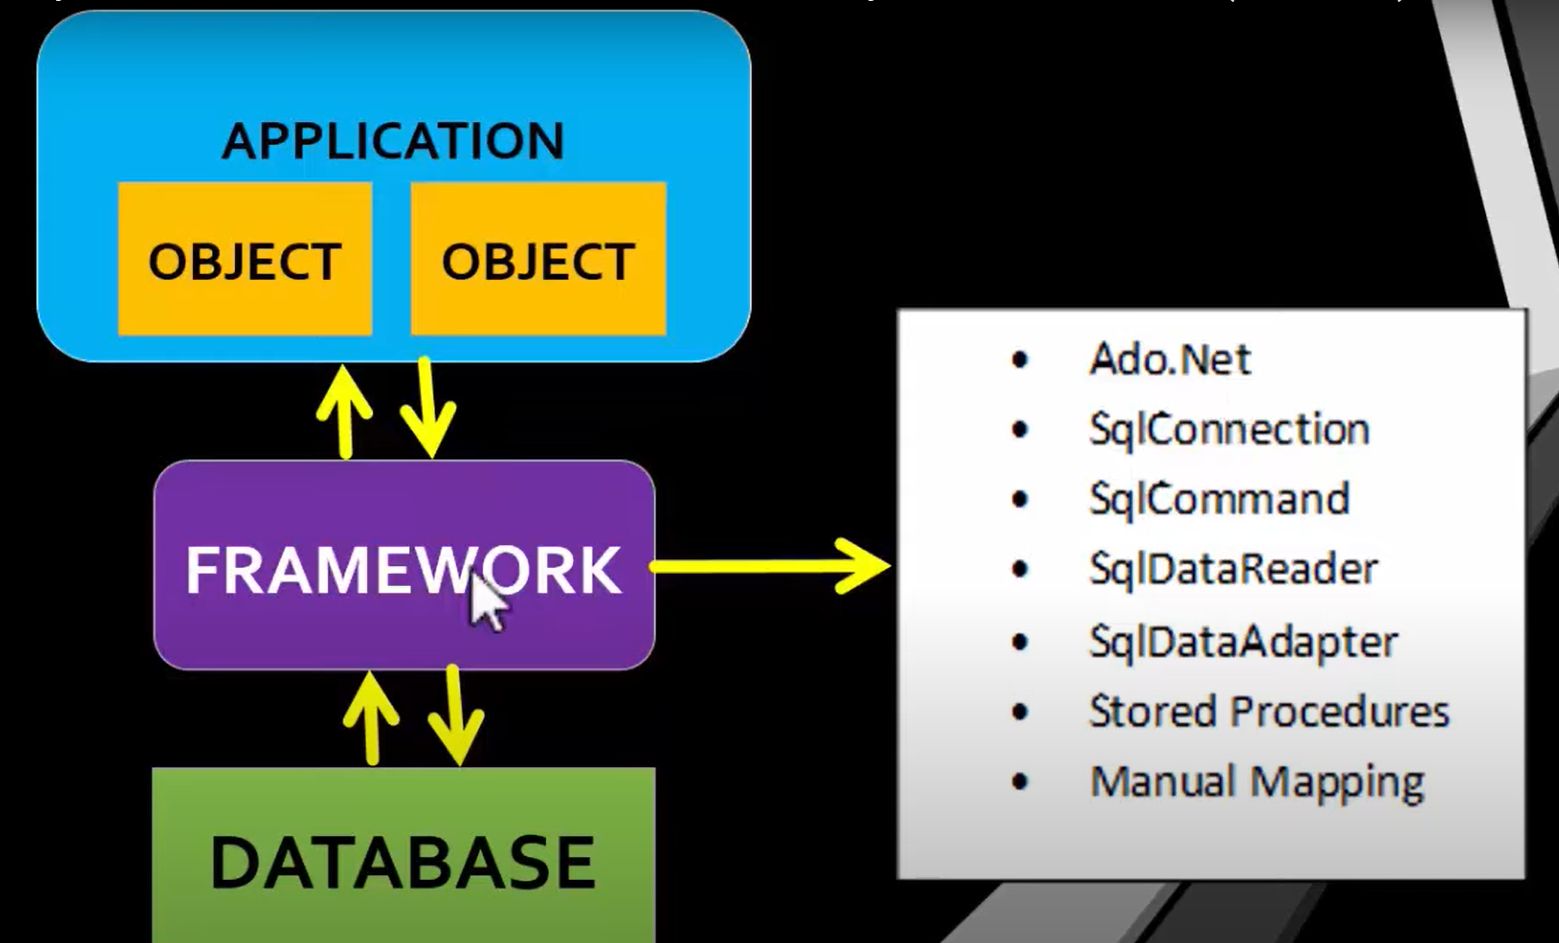 APPLICATION
OBJECT OBJECT
FRAMEWORK
DATABASE
• Ado.Net
• SqlConnection
• SqlCommand
• SqlDataReader
• SqlDataAdapter
• Stored Procedures
• Manual Mapping